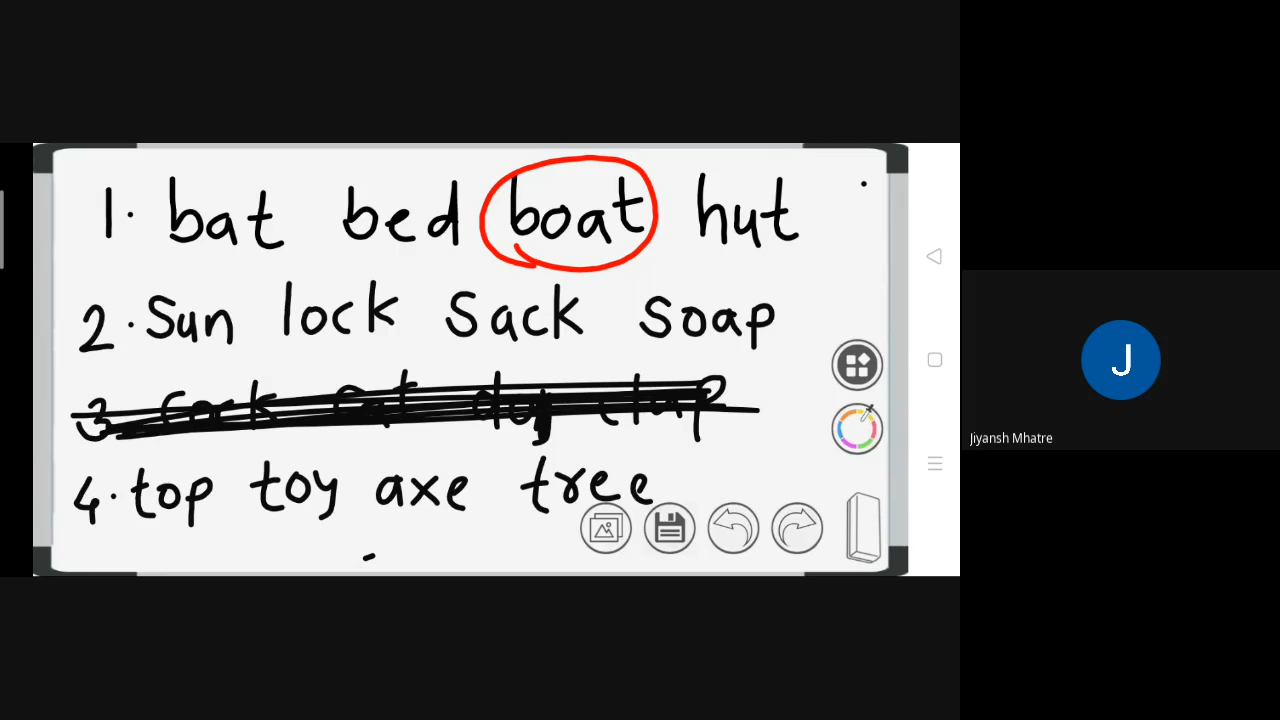 1. bat bed boat hut
2. Sun lock Sack soap
4. top toy axe tree
J
Jiyansh Mhatre